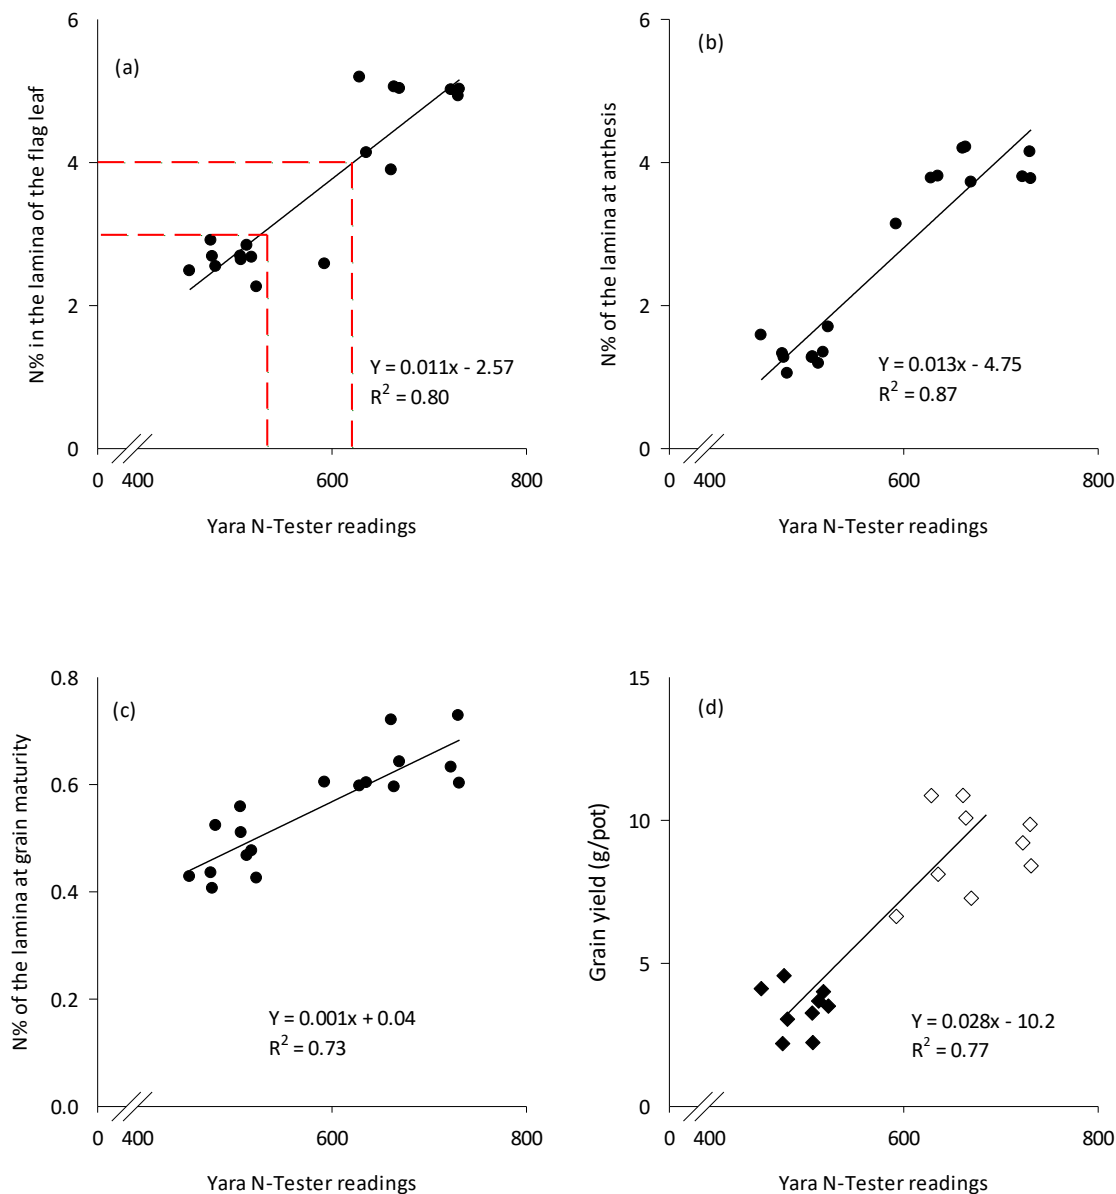 (a)
N% in the lamina of the flag leaf
6
4
2
0
Y = 0.011x - 2.57
R² = 0.80
0 400 600 800
Yara N-Tester readings
(b)
N% of the lamina at anthesis
6
4
2
0
Y = 0.013x - 4.75
R² = 0.87
0 400 600 800
Yara N-Tester readings
(c)
N% of the lamina at grain maturity
0.8
0.6
0.4
0.2
0.0
Y = 0.001x + 0.04
R² = 0.73
0 400 600 800
Yara N-Tester readings
(d)
Grain yield (g/pot)
15
10
5
0
Y = 0.028x - 10.2
R² = 0.77
0 400 600 800
Yara N-Tester readings